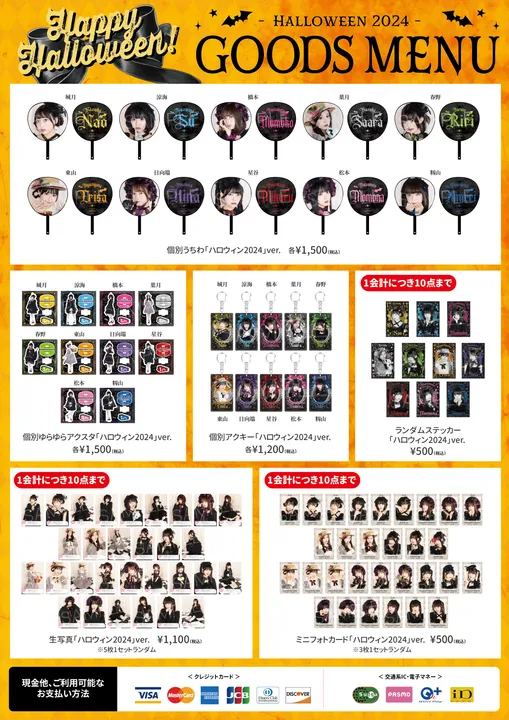 Happy Halloween!
- HALLOWEEN 2024 -
GOODS MENU
城月 涼海 橋本 葉月 春野
Nao Su Momoko Saara Riri
東山 日向端 星谷 松本 鞘山
Erisa Hina Momona
個別うちわ「ハロウィン2024」ver. 各¥1,500(税込)
城月 涼海 橋本 葉月
春野 東山 日向端 星谷
松本 鞘山
個別ゆらゆらアクスタ「ハロウィン2024」ver.
各¥1,500(税込)
城月 涼海 橋本 葉月 春野
東山 日向端 星谷 松本 鞘山
個別アクキー「ハロウィン2024」ver.
各¥1,200(税込)
1会計につき10点まで
ランダムステッカー
「ハロウィン2024」ver.
¥500(税込)
1会計につき10点まで
生写真「ハロウィン2024」ver. ¥1,100(税込)
※5枚1セットランダム
1会計につき10点まで
ミニフォトカード「ハロウィン2024」ver. ¥500(税込)
※3枚1セットランダム
現金他、ご利用可能な
お支払い方法
＜クレジットカード＞
VISA MasterCard AMERICAN EXPRESS JCB Diners Club DISCOVER
＜交通系IC・電子マネー＞
Suica PASMO iD